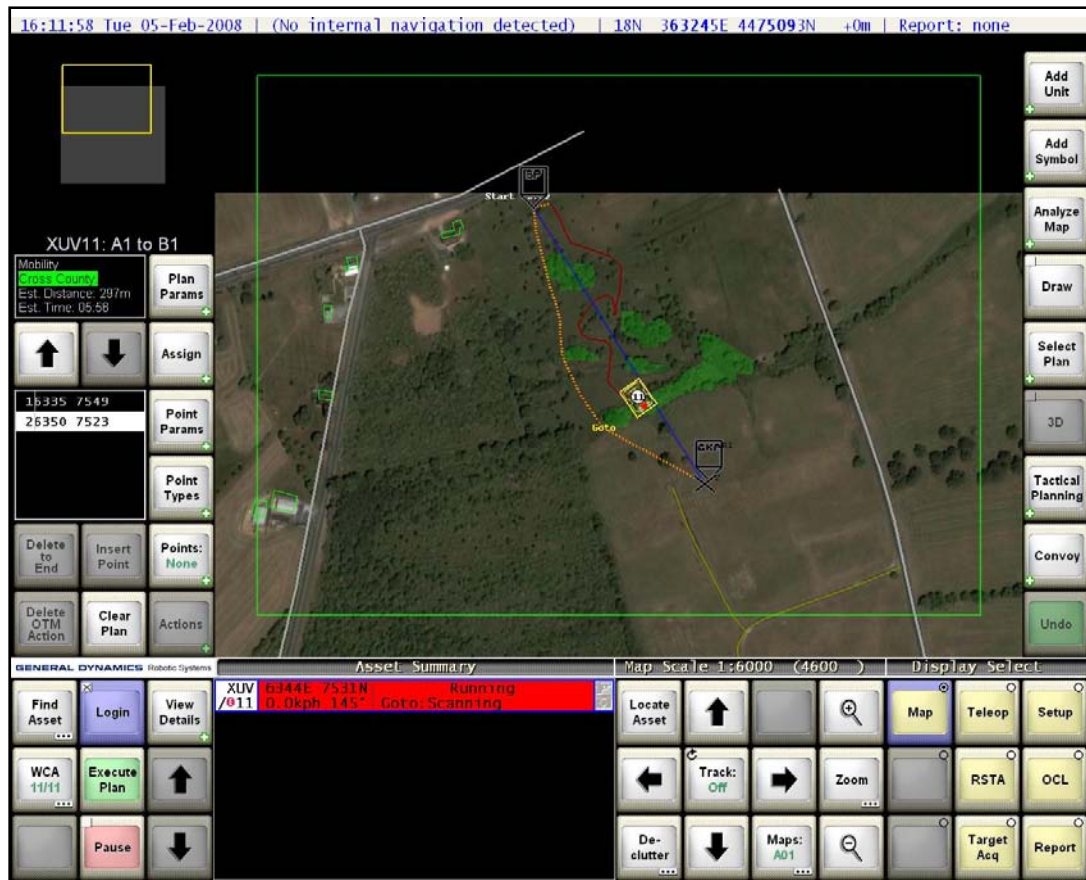 16:11:58 Tue 05-Feb-2008 | (No internal navigation detected) | 18N 363245E 4475093N +0m | Report: none
XUV11: A1 to B1
Mobility
Cross County
Est. Distance: 297m
Est. Time: 05:58
Plan Params
Assign
16335 7549
26350 7523
Point Params
Point Types
Delete to End
Insert Point
Points: None
Delete OTM Action
Clear Plan
Actions
Start
11
Goto
Add Unit
Add Symbol
Analyze Map
Draw
Select Plan
3D
Tactical Planning
Convoy
Undo
GENERAL DYNAMICS Robotic Systems
Asset Summary
Map Scale 1:6000 (4600 )
Display Select
Find Asset
Login
View Details
XUV 6344E 7531N Running
/011 0.0kph 145° Goto:Scanning
Locate Asset
Map
Teleop
Setup
WCA 11/11
Execute Plan
Track: Off
Zoom
RSTA
OCL
Pause
De-clutter
Maps: A01
Target Acq
Report